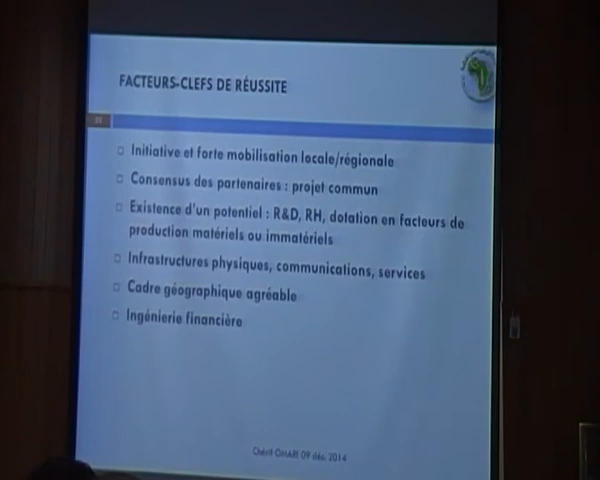 FACTEURS-CLEFS DE RÉUSSITE
Initiative et forte mobilisation locale/régionale
Consensus des partenaires : projet commun
Existence d'un potentiel : R&D, RH, dotation en facteurs de
production matériels ou immatériels
Infrastructures physiques, communications, services
Cadre géographique agréable
Ingénierie financière
Chérif 09 déc. 2014